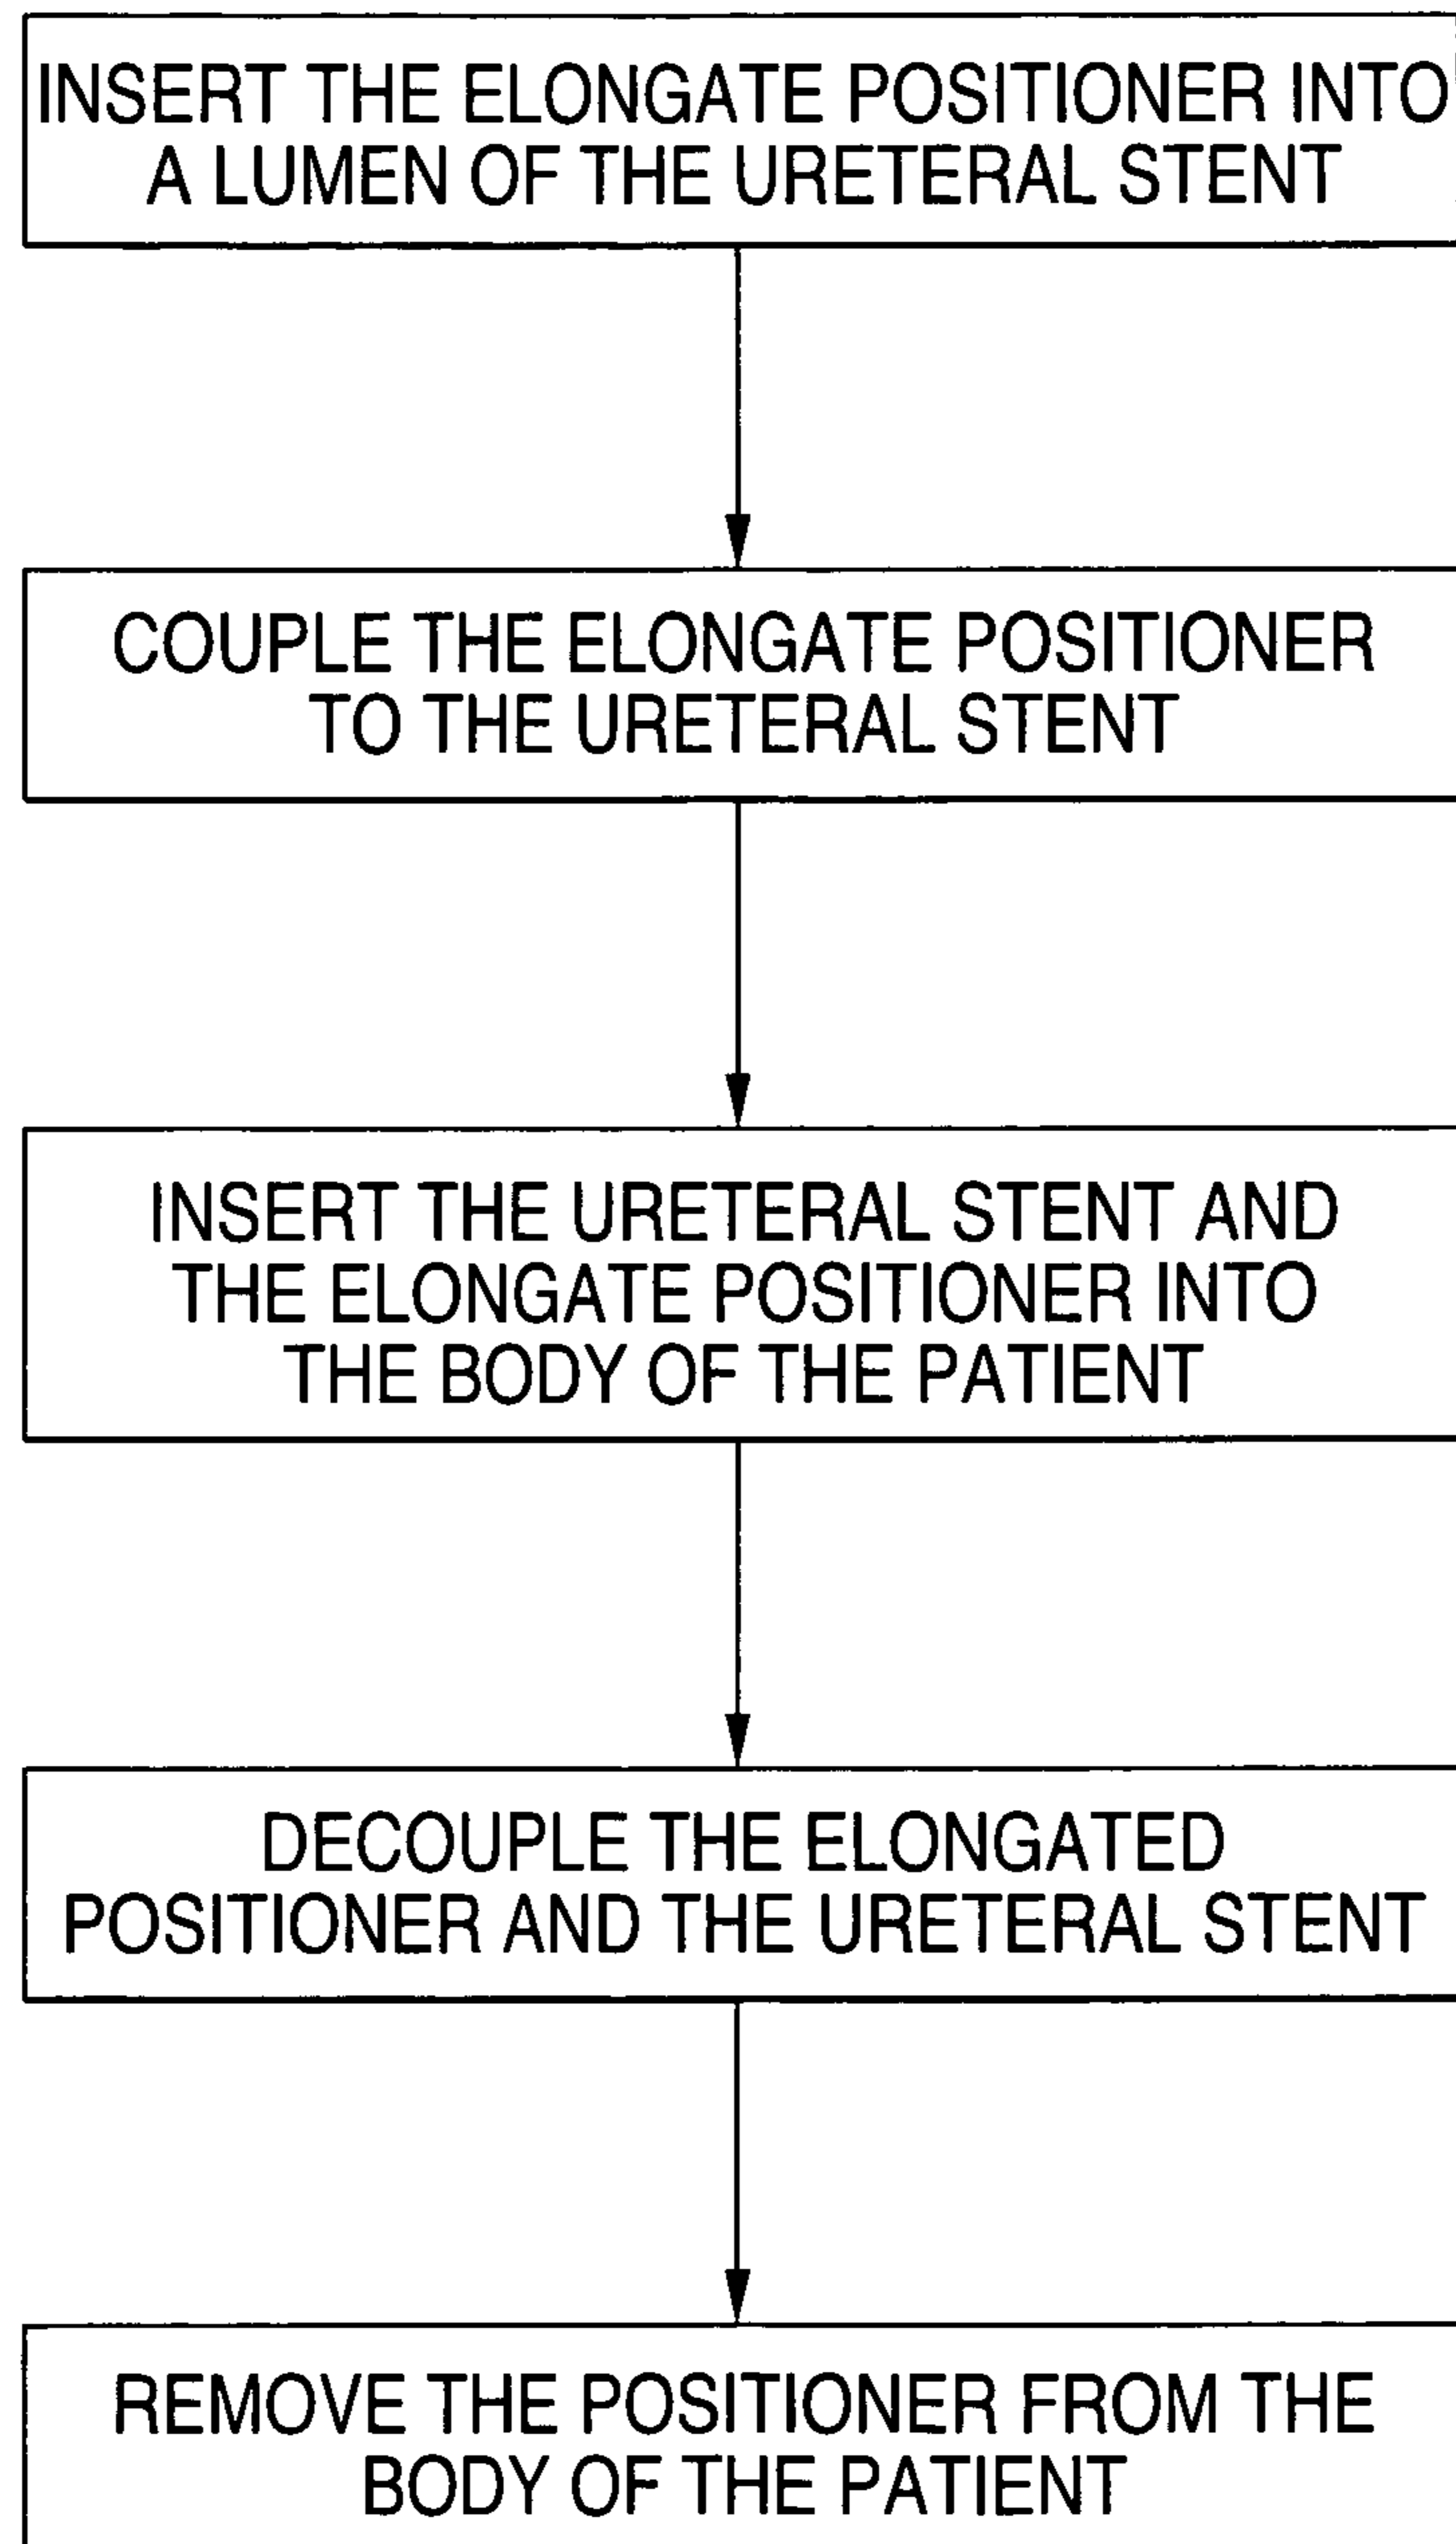 INSERT THE ELONGATE POSITIONER INTO
A LUMEN OF THE URETERAL STENT
COUPLE THE ELONGATE POSITIONER
TO THE URETERAL STENT
INSERT THE URETERAL STENT AND
THE ELONGATE POSITIONER INTO
THE BODY OF THE PATIENT
DECOUPLE THE ELONGATED
POSITIONER AND THE URETERAL STENT
REMOVE THE POSITIONER FROM THE
BODY OF THE PATIENT